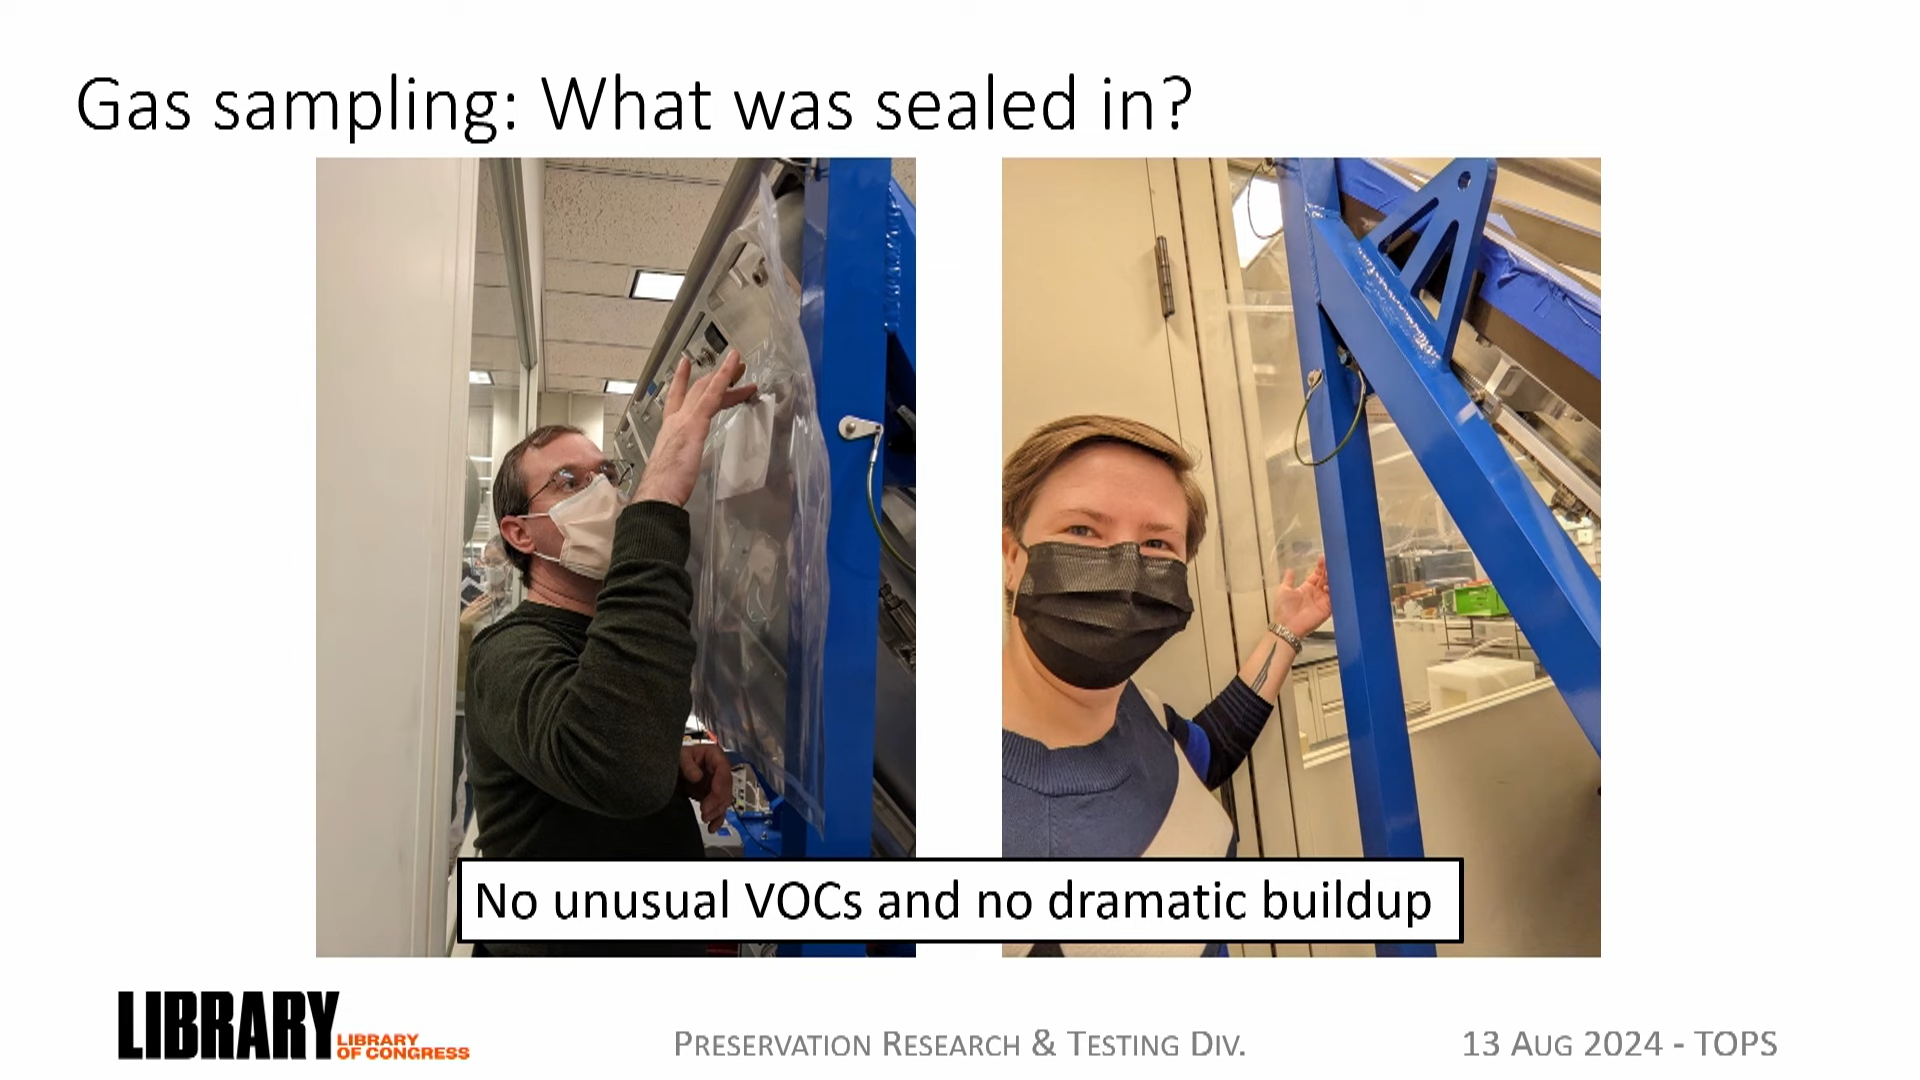 Gas sampling: What was sealed in?
No unusual VOCs and no dramatic buildup
LIBRARY
LIBRARY
OF CONGRESS
PRESERVATION RESEARCH & TESTING DIV.
13 AUG 2024 - TOPS